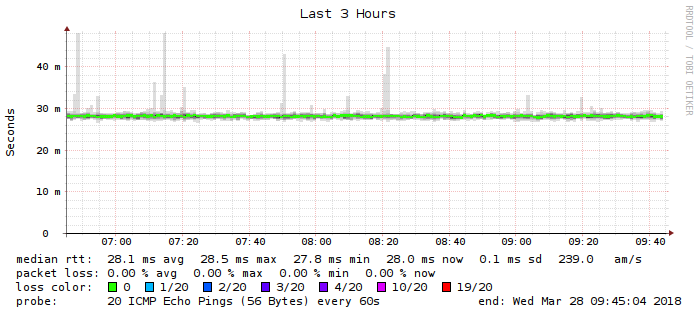 Last 3 Hours
RRDTOOL / TOBI OETIKER
Seconds
40 m
30 m
20 m
10 m
0
07:00 07:20 07:40 08:00 08:20 08:40 09:00 09:20 09:40
median rtt: 28.1 ms avg 28.5 ms max 27.8 ms min 28.0 ms now 0.1 ms sd 239.0 am/s
packet loss: 0.00 % avg 0.00 % max 0.00 % min 0.00 % now
loss color: 0 1/20 2/20 3/20 4/20 10/20 19/20
probe: 20 ICMP Echo Pings (56 Bytes) every 60s end: Wed Mar 28 09:45:04 2018